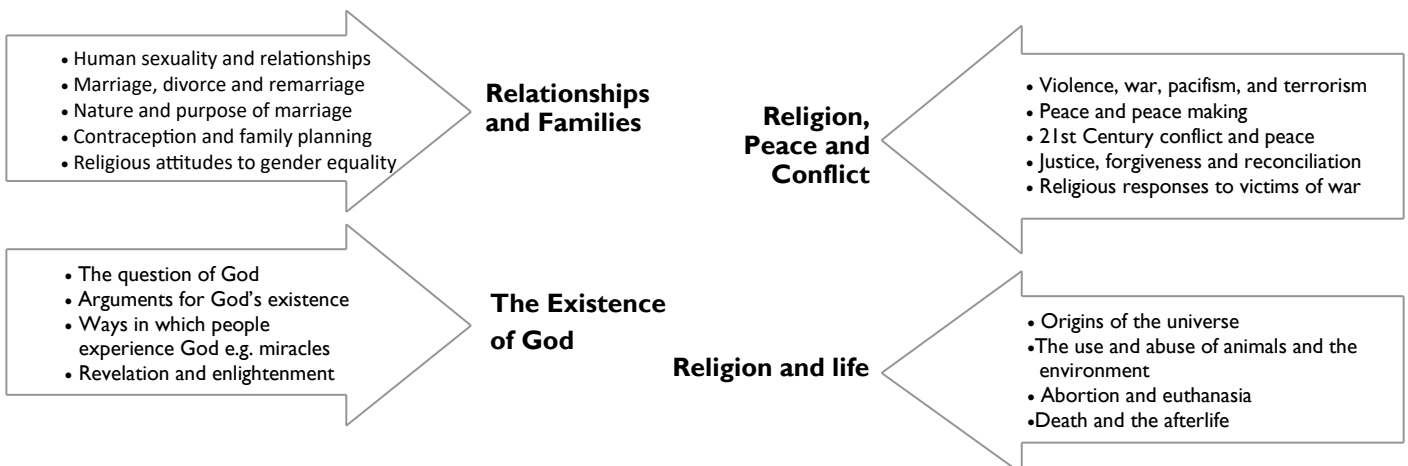 • Human sexuality and relationships
• Marriage, divorce and remarriage
• Nature and purpose of marriage
• Contraception and family planning
• Religious attitudes to gender equality
Relationships
and Families
Religion,
Peace and
Conflict
• Violence, war, pacifism, and terrorism
• Peace and peace making
• 21st Century conflict and peace
• Justice, forgiveness and reconciliation
• Religious responses to victims of war
• The question of God
• Arguments for God's existence
• Ways in which people
experience God e.g. miracles
• Revelation and enlightenment
The Existence
of God
Religion and life
• Origins of the universe
•The use and abuse of animals and the
environment
• Abortion and euthanasia
•Death and the afterlife